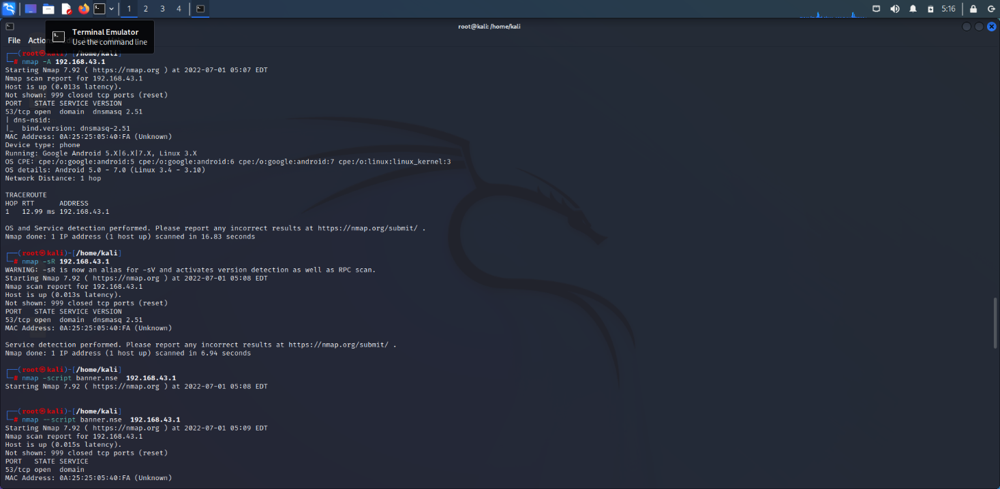 1 2 3 4 5:16
root@kali: /home/kali
Terminal Emulator
Use the command line
File Action
(root㉿kali)-[/home/kali]
# nmap -A 192.168.43.1
Starting Nmap 7.92 ( https://nmap.org ) at 2022-07-01 05:07 EDT
Nmap scan report for 192.168.43.1
Host is up (0.013s latency).
Not shown: 999 closed tcp ports (reset)
PORT   STATE SERVICE VERSION
53/tcp open  domain  dnsmasq 2.51
| dns-nsid:
|_  bind.version: dnsmasq-2.51
MAC Address: 0A:25:25:05:40:FA (Unknown)
Device type: phone
Running: Google Android 5.X|6.X|7.X, Linux 3.X
OS CPE: cpe:/o:google:android:5 cpe:/o:google:android:6 cpe:/o:google:android:7 cpe:/o:linux:linux_kernel:3
OS details: Android 5.0 - 7.0 (Linux 3.4 - 3.10)
Network Distance: 1 hop
TRACEROUTE
HOP RTT      ADDRESS
1   12.99 ms 192.168.43.1
OS and Service detection performed. Please report any incorrect results at https://nmap.org/submit/ .
Nmap done: 1 IP address (1 host up) scanned in 16.83 seconds
(root㉿kali)-[/home/kali]
# nmap -sR 192.168.43.1
WARNING: -sR is now an alias for -sV and activates version detection as well as RPC scan.
Starting Nmap 7.92 ( https://nmap.org ) at 2022-07-01 05:08 EDT
Nmap scan report for 192.168.43.1
Host is up (0.013s latency).
Not shown: 999 closed tcp ports (reset)
PORT   STATE SERVICE VERSION
53/tcp open  domain  dnsmasq 2.51
MAC Address: 0A:25:25:05:40:FA (Unknown)
Service detection performed. Please report any incorrect results at https://nmap.org/submit/ .
Nmap done: 1 IP address (1 host up) scanned in 6.94 seconds
(root㉿kali)-[/home/kali]
# nmap -script banner.nse  192.168.43.1
Starting Nmap 7.92 ( https://nmap.org ) at 2022-07-01 05:08 EDT
(root㉿kali)-[/home/kali]
# nmap --script banner.nse  192.168.43.1
Starting Nmap 7.92 ( https://nmap.org ) at 2022-07-01 05:09 EDT
Nmap scan report for 192.168.43.1
Host is up (0.015s latency).
Not shown: 999 closed tcp ports (reset)
PORT   STATE SERVICE
53/tcp open  domain
MAC Address: 0A:25:25:05:40:FA (Unknown)